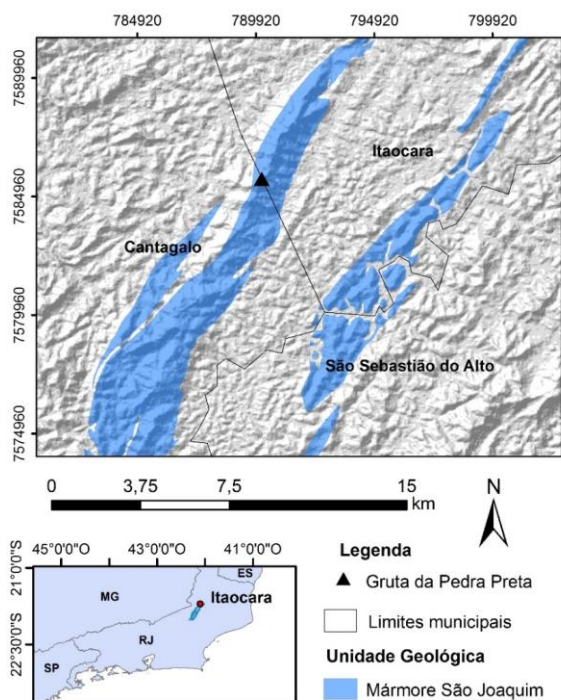 784920 789920 794920 799920
7589960
7584960
7579960
7574960
Itaocara
Cantagalo
São Sebastião do Alto
0 3,75 7,5 15
km
N
45°0'0"O 43°0'0"O 41°0'0"O
21°0'0"S
22°30'0"S
ES
MG
Itaocara
RJ
SP
Legenda
Gruta da Pedra Preta
Limites municipais
Unidade Geológica
Mármore São Joaquim